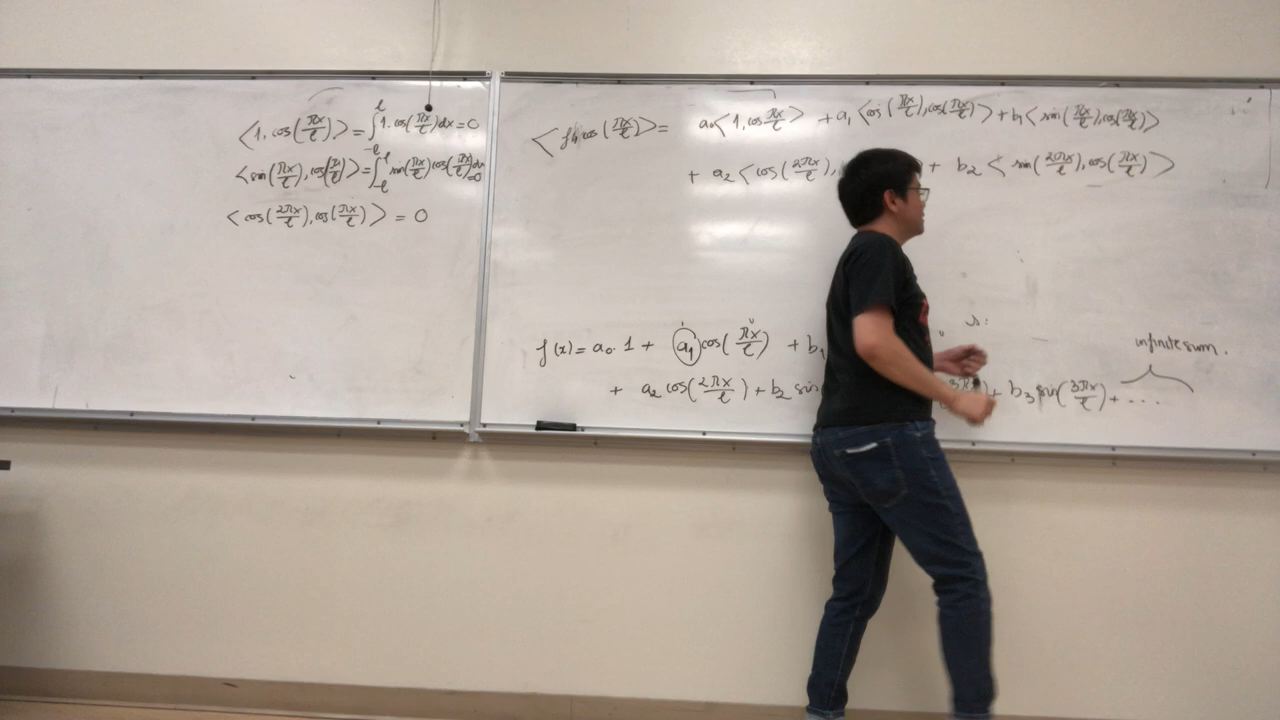 ⟨1, cos(πx/ℓ)⟩ = ∫_{-ℓ}^{ℓ} 1·cos(πx/ℓ)dx = 0
⟨sin(πx/ℓ), cos(πx/ℓ)⟩ = ∫_{-ℓ}^{ℓ} sin(πx/ℓ) cos(πx/ℓ)dx = 0
⟨cos(2πx/ℓ), cos(πx/ℓ)⟩ = 0
cos(πx/ℓ)⟩ = a₀⟨1, cos πx/ℓ⟩ + a₁⟨cos(πx/ℓ), cos(πx/ℓ)⟩ + b₁⟨sin(πx/ℓ), cos(πx/ℓ)⟩
+ a₂⟨cos(2πx/ℓ), + b₂⟨sin(2πx/ℓ), cos(πx/ℓ)⟩
f(x) = a₀·1 + a₁ cos(πx/ℓ) + b₁
+ a₂ cos(2πx/ℓ) + b₂ sin + b₃ sin(3πx/ℓ) + ...
infinite sum.